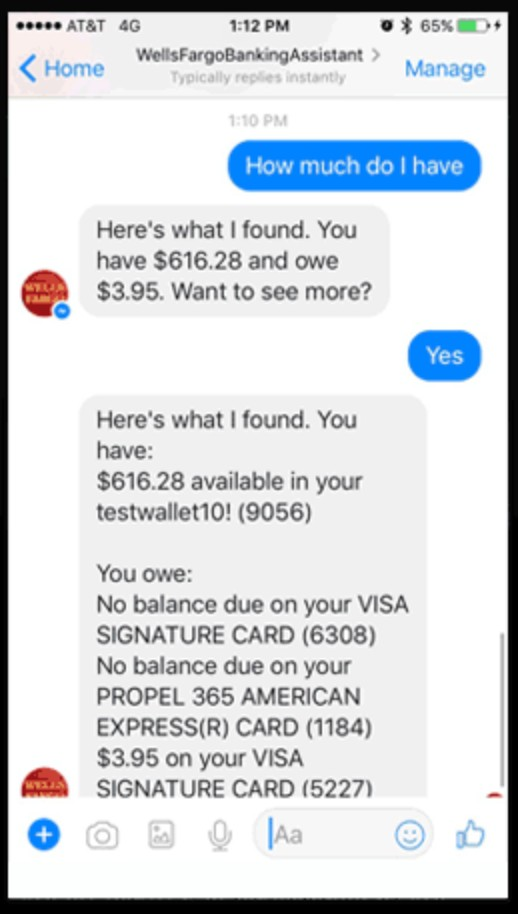 AT&T 4G 1:12 PM 65%
Home WellsFargoBankingAssistant Manage
Typically replies instantly
1:10 PM
How much do I have
Here's what I found. You
have $616.28 and owe
$3.95. Want to see more?
WELLS
FARGO
Yes
Here's what I found. You
have:
$616.28 available in your
testwallet10! (9056)
You owe:
No balance due on your VISA
SIGNATURE CARD (6308)
No balance due on your
PROPEL 365 AMERICAN
EXPRESS(R) CARD (1184)
$3.95 on your VISA
SIGNATURE CARD (5227)
WELLS
Aa